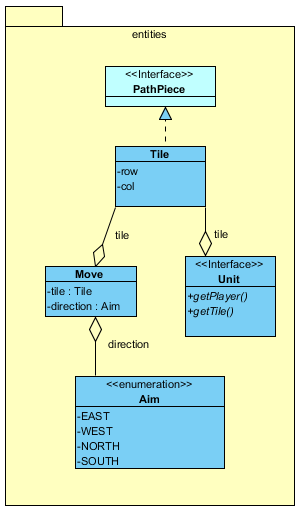 entities
<<Interface>>
PathPiece
Tile
-row
-col
tile
tile
Move
-tile : Tile
-direction : Aim
<<Interface>>
Unit
+getPlayer()
+getTile()
direction
<<enumeration>>
Aim
-EAST
-WEST
-NORTH
-SOUTH